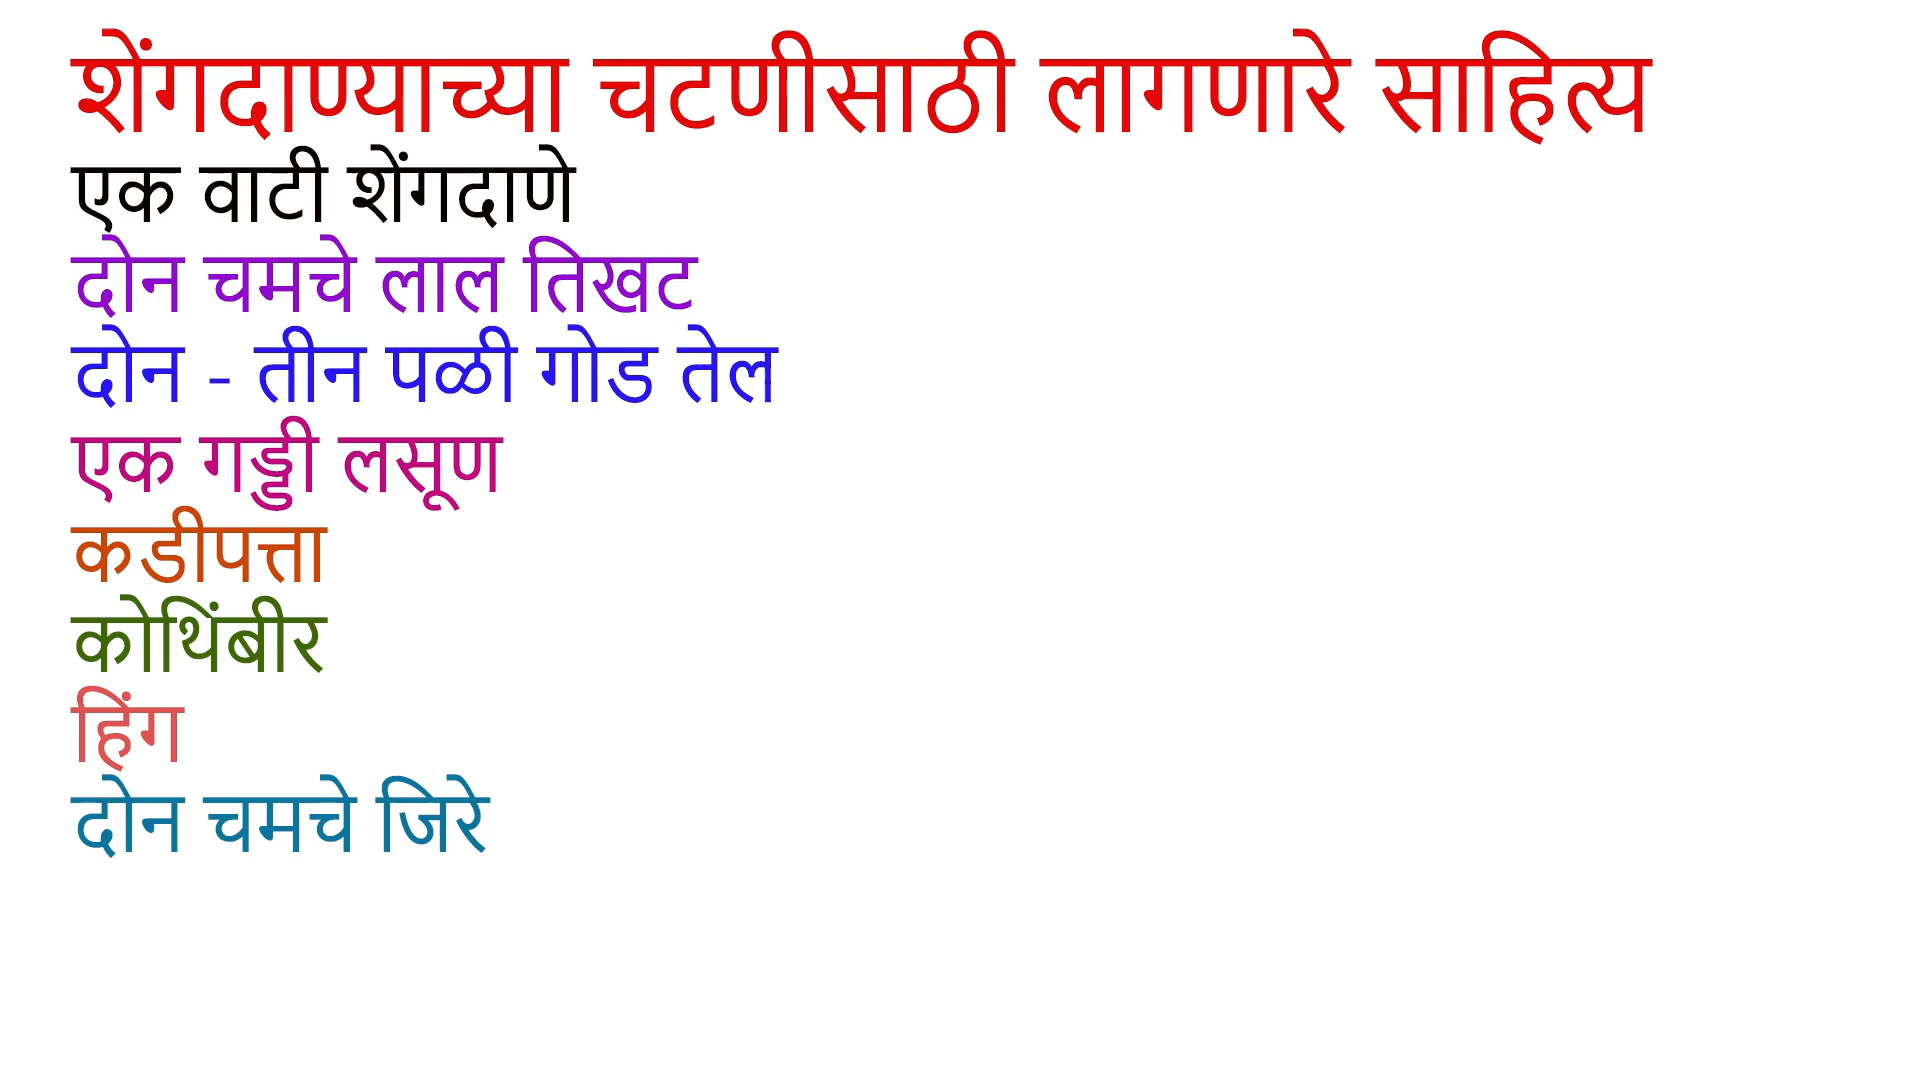 शेंगदाण्याच्या चटणीसाठी लागणारे साहित्य
एक वाटी शेंगदाणे
दोन चमचे लाल तिखट
दोन - तीन पळी गोड तेल
एक गड्डी लसूण
कडीपत्ता
कोथिंबीर
हिंग
दोन चमचे जिरे